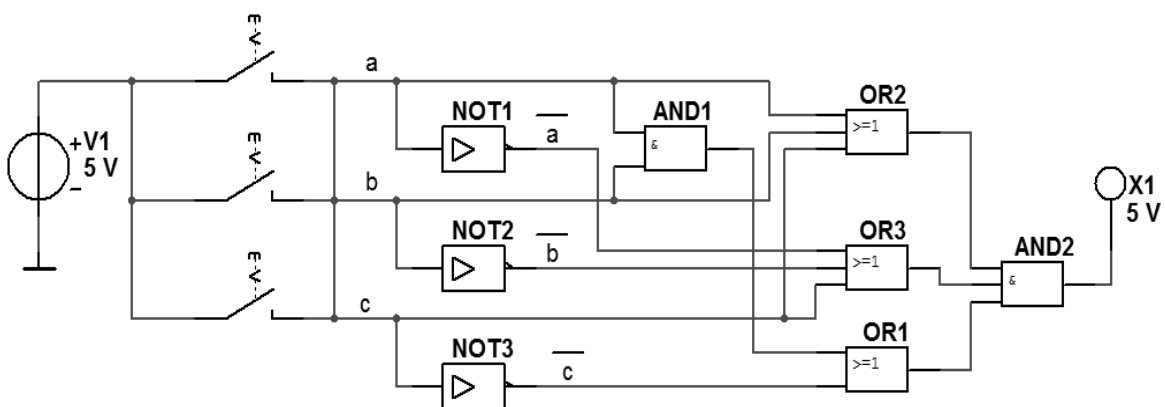 E-V
a
OR2
NOT1
a
AND1
>=1
+V1
5 V
–
&
E-V
b
X1
5 V
NOT2
b
OR3
>=1
AND2
&
E-V
c
OR1
NOT3
c
>=1